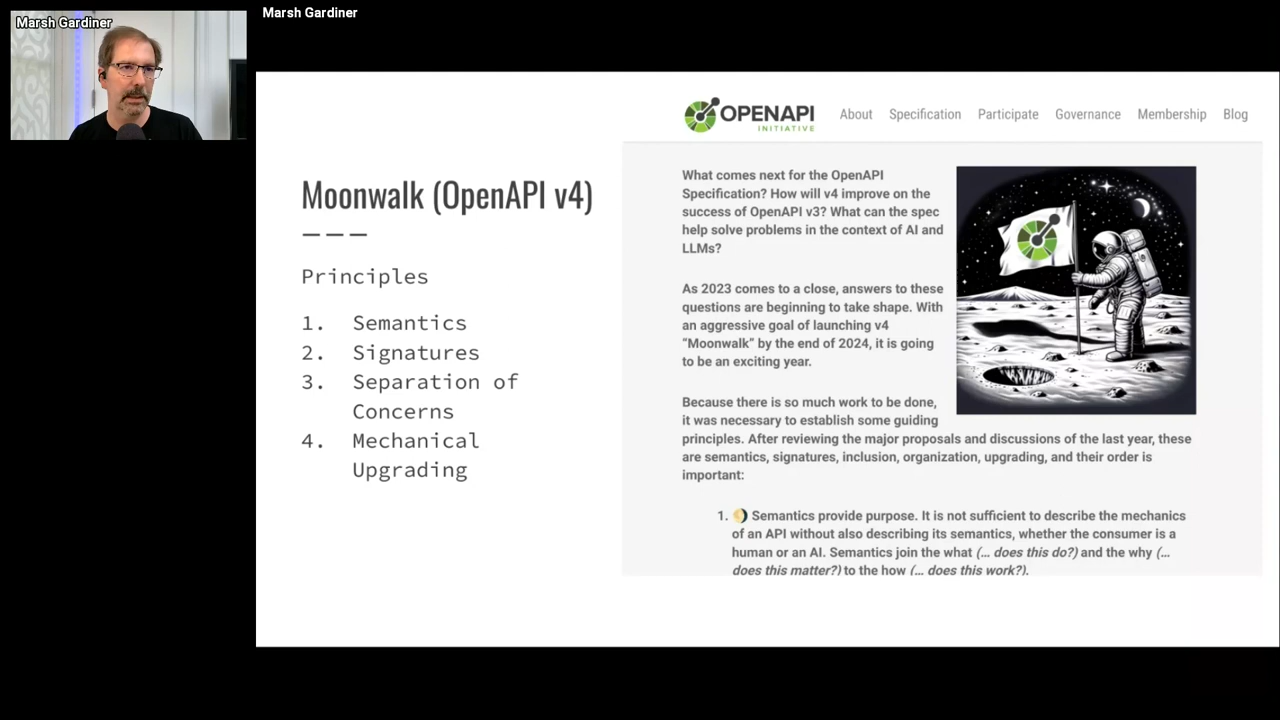 Marsh Gardiner
Marsh Gardiner
OPENAPI
INITIATIVE
About Specification Participate Governance Membership Blog
Moonwalk (OpenAPI v4)
Principles
1. Semantics
2. Signatures
3. Separation of
Concerns
4. Mechanical
Upgrading
What comes next for the OpenAPI
Specification? How will v4 improve on the
success of OpenAPI v3? What can the spec
help solve problems in the context of AI and
LLMs?
As 2023 comes to a close, answers to these
questions are beginning to take shape. With
an aggressive goal of launching v4
“Moonwalk” by the end of 2024, it is going
to be an exciting year.
Because there is so much work to be done,
it was necessary to establish some guiding
principles. After reviewing the major proposals and discussions of the last year, these
are semantics, signatures, inclusion, organization, upgrading, and their order is
important:
1. 🌖 Semantics provide purpose. It is not sufficient to describe the mechanics
of an API without also describing its semantics, whether the consumer is a
human or an AI. Semantics join the what (… does this do?) and the why (…
does this matter?) to the how (… does this work?).